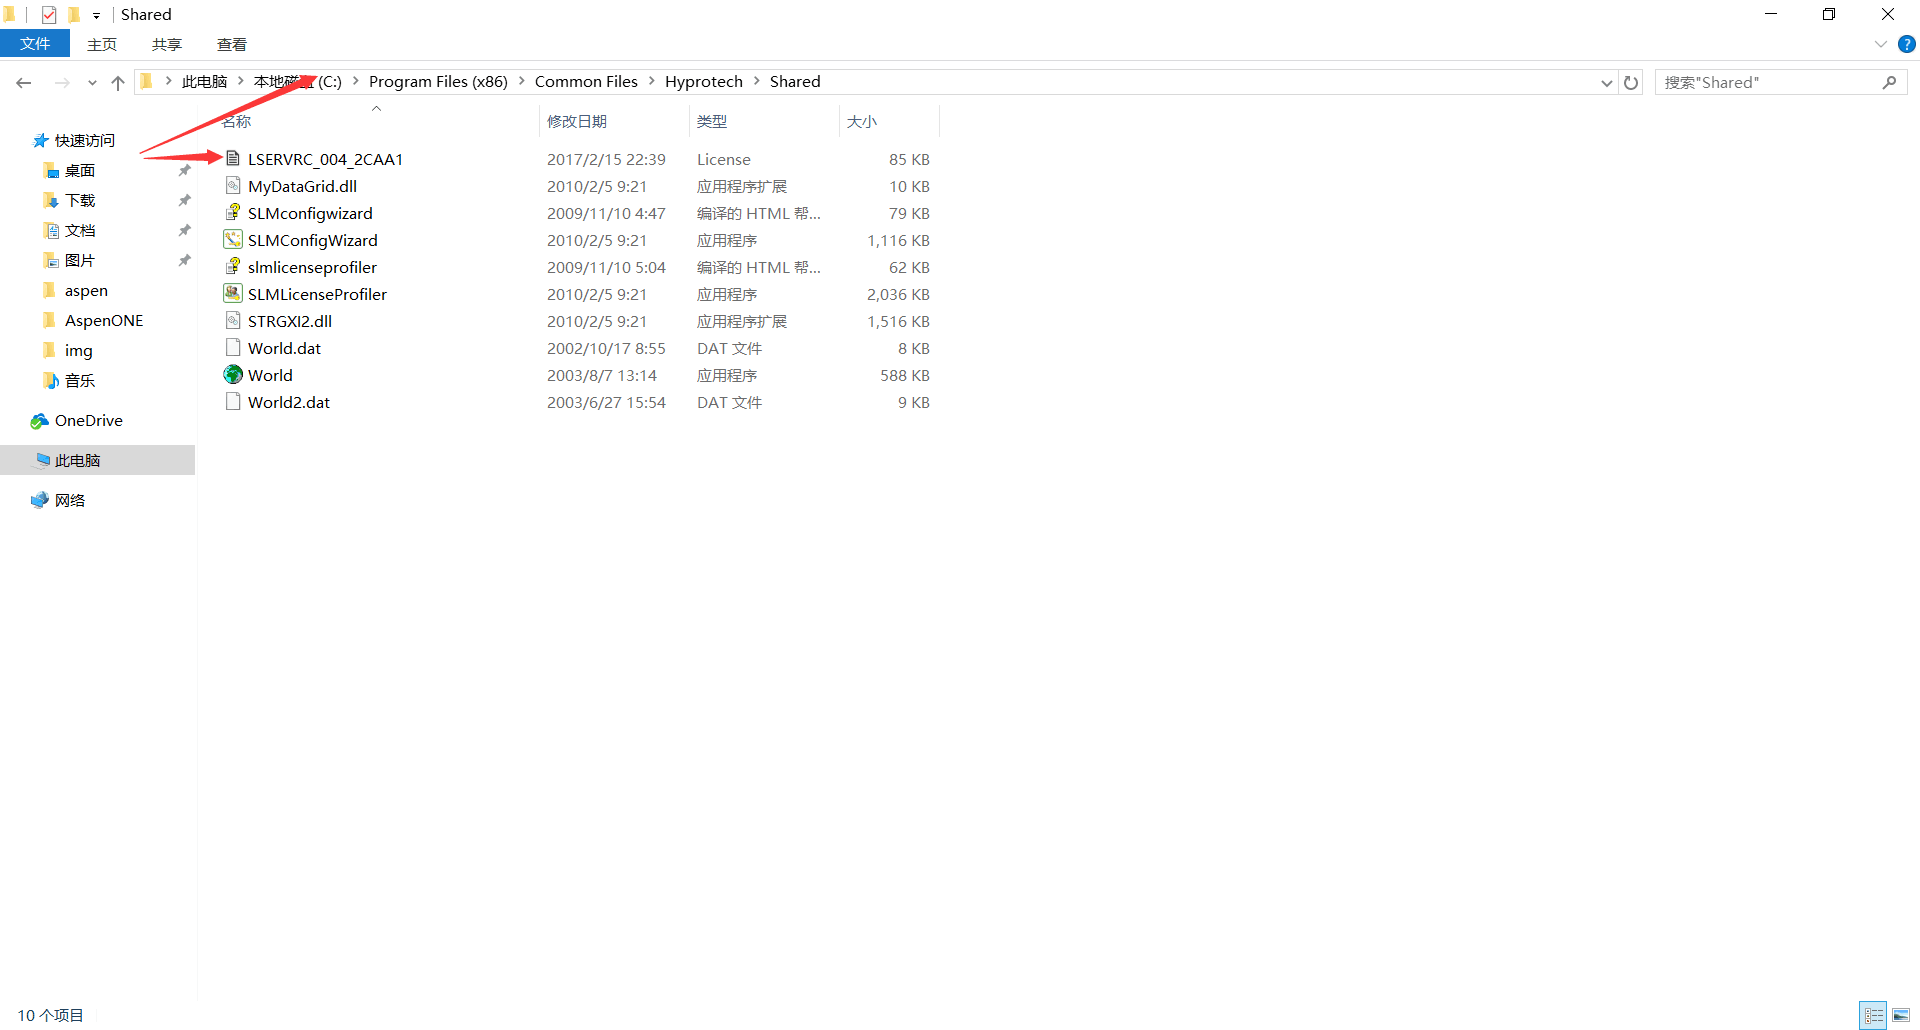 Shared
文件 主页 共享 查看
此电脑 本地磁 (C:) Program Files (x86) Common Files Hyprotech Shared 搜索"Shared"
名称 修改日期 类型 大小
快速访问
桌面
下载
文档
图片
aspen
AspenONE
img
音乐
OneDrive
此电脑
网络
LSERVRC_004_2CAA1 2017/2/15 22:39 License 85 KB
MyDataGrid.dll 2010/2/5 9:21 应用程序扩展 10 KB
SLMconfigwizard 2009/11/10 4:47 编译的 HTML 帮... 79 KB
SLMConfigWizard 2010/2/5 9:21 应用程序 1,116 KB
slmlicenseprofiler 2009/11/10 5:04 编译的 HTML 帮... 62 KB
SLMLicenseProfiler 2010/2/5 9:21 应用程序 2,036 KB
STRGXI2.dll 2010/2/5 9:21 应用程序扩展 1,516 KB
World.dat 2002/10/17 8:55 DAT 文件 8 KB
World 2003/8/7 13:14 应用程序 588 KB
World2.dat 2003/6/27 15:54 DAT 文件 9 KB
10 个项目